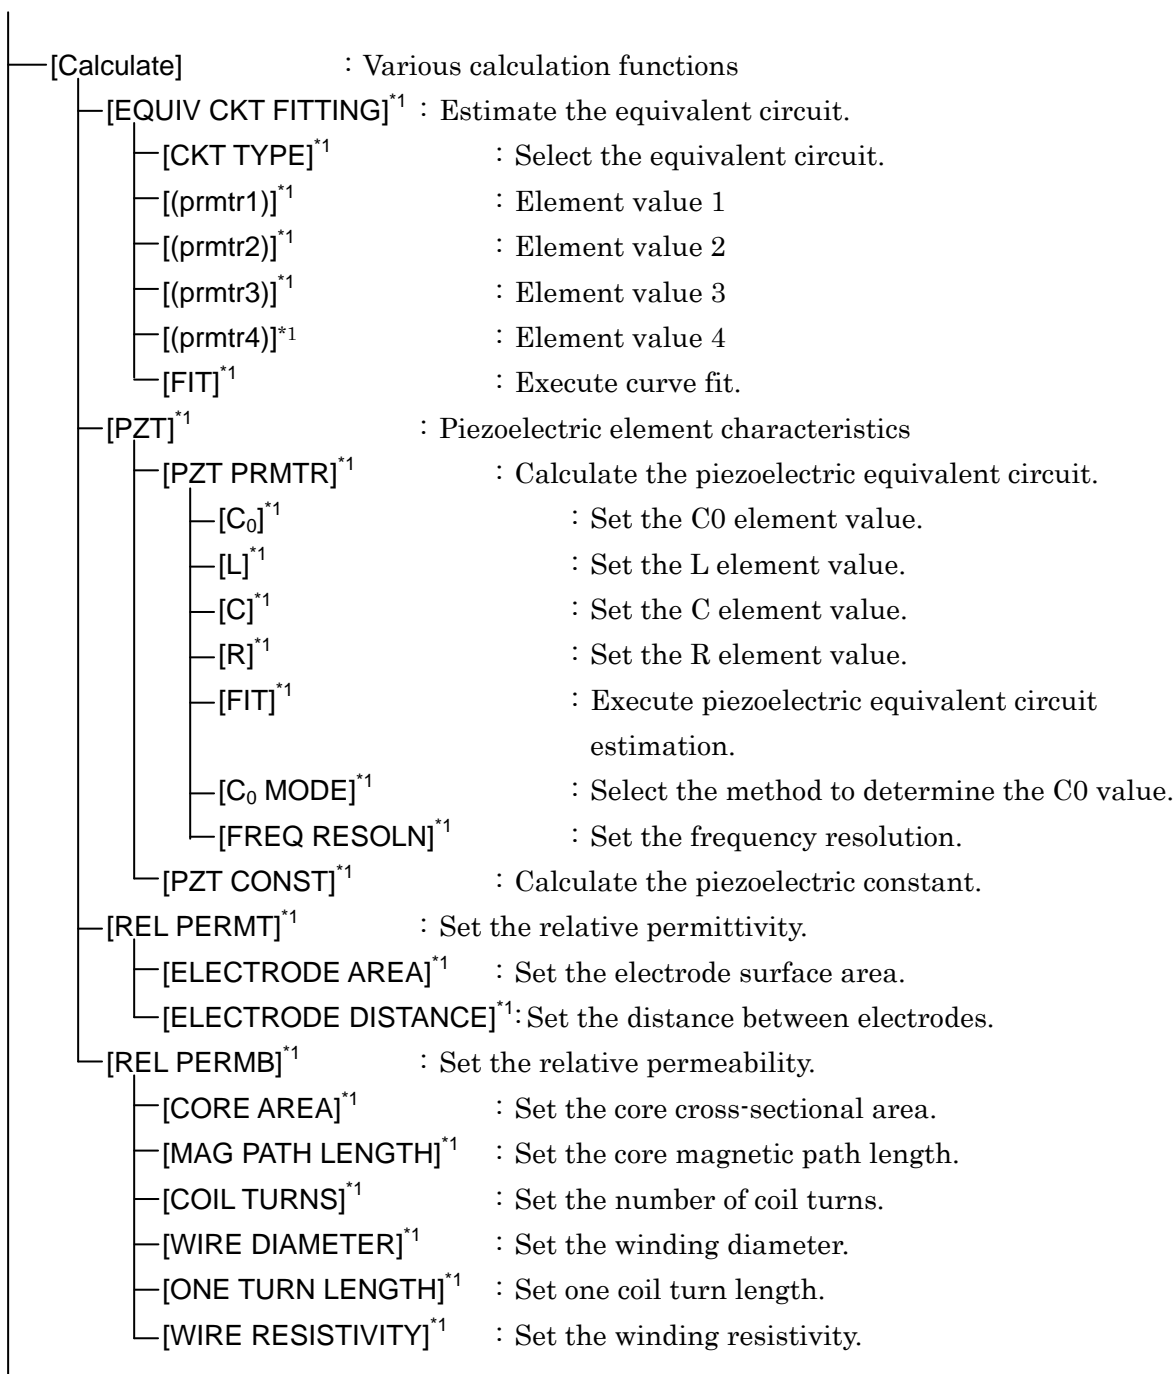 [Calculate] : Various calculation functions
[EQUIV CKT FITTING]*1 : Estimate the equivalent circuit.
[CKT TYPE]*1 : Select the equivalent circuit.
[(prmtr1)]*1 : Element value 1
[(prmtr2)]*1 : Element value 2
[(prmtr3)]*1 : Element value 3
[(prmtr4)]*1 : Element value 4
[FIT]*1 : Execute curve fit.
[PZT]*1 : Piezoelectric element characteristics
[PZT PRMTR]*1 : Calculate the piezoelectric equivalent circuit.
[C0]*1 : Set the C0 element value.
[L]*1 : Set the L element value.
[C]*1 : Set the C element value.
[R]*1 : Set the R element value.
[FIT]*1 : Execute piezoelectric equivalent circuit
estimation.
[C0 MODE]*1 : Select the method to determine the C0 value.
[FREQ RESOLN]*1 : Set the frequency resolution.
[PZT CONST]*1 : Calculate the piezoelectric constant.
[REL PERMT]*1 : Set the relative permittivity.
[ELECTRODE AREA]*1 : Set the electrode surface area.
[ELECTRODE DISTANCE]*1: Set the distance between electrodes.
[REL PERMB]*1 : Set the relative permeability.
[CORE AREA]*1 : Set the core cross-sectional area.
[MAG PATH LENGTH]*1 : Set the core magnetic path length.
[COIL TURNS]*1 : Set the number of coil turns.
[WIRE DIAMETER]*1 : Set the winding diameter.
[ONE TURN LENGTH]*1 : Set one coil turn length.
[WIRE RESISTIVITY]*1 : Set the winding resistivity.